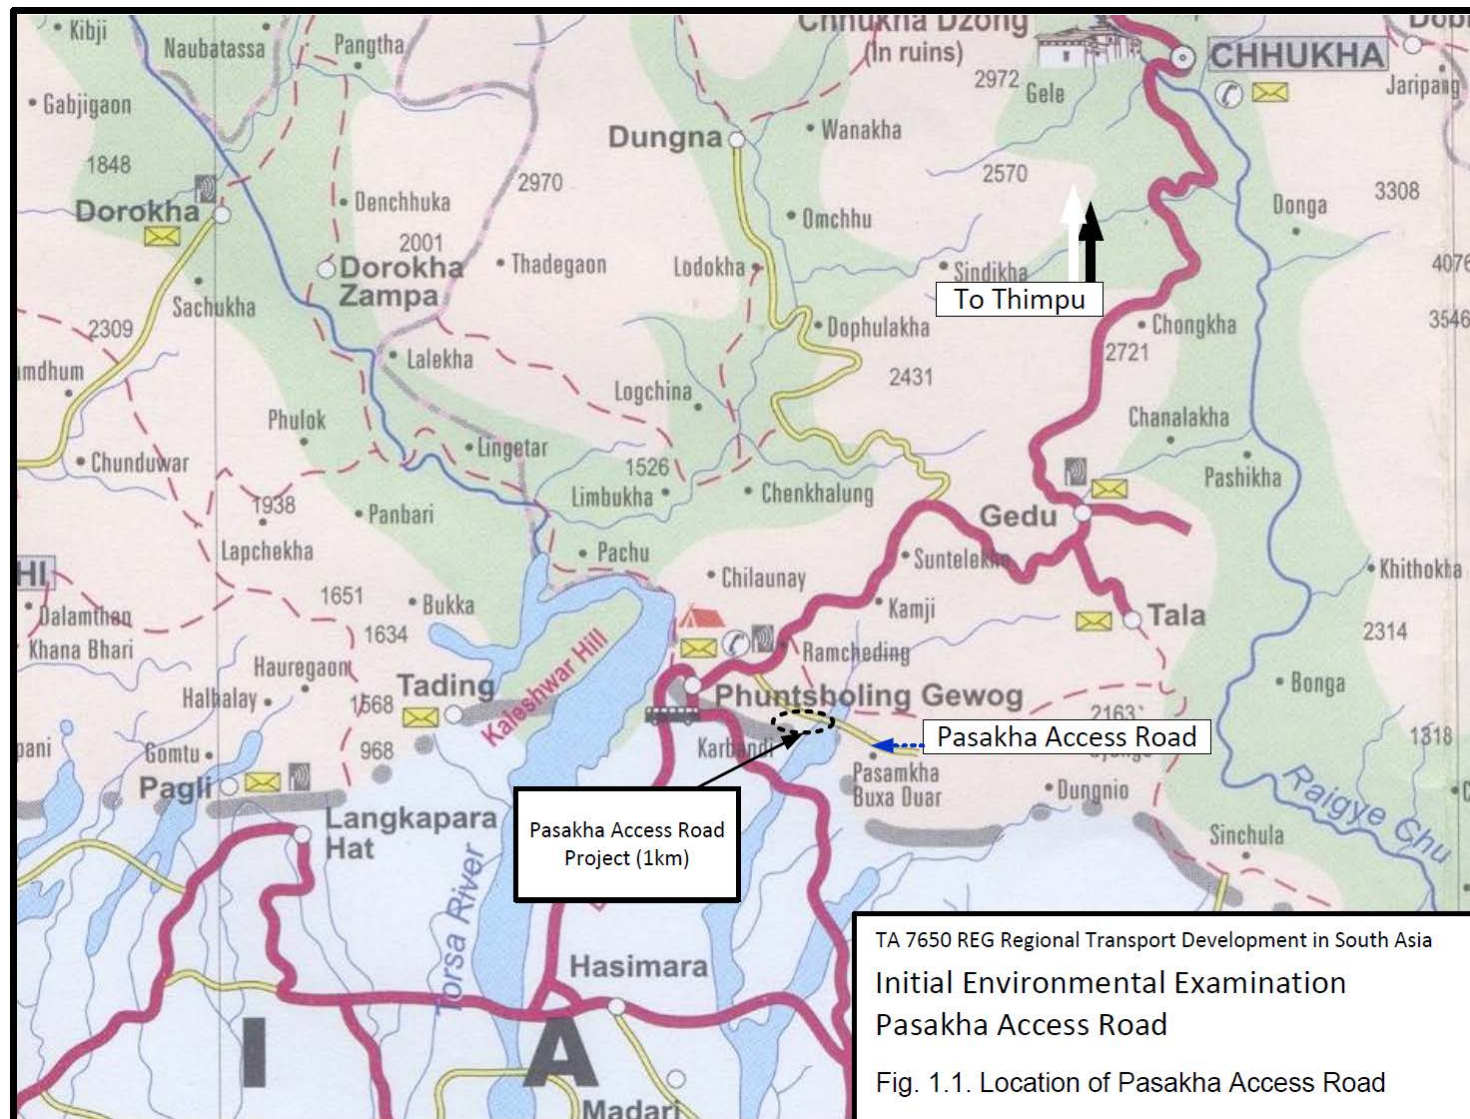 Kibji
Naubatassa
Pangtha
Chhukha Dzong
(In ruins)
2972
Gele
CHHUKHA
Jaripang
Gabjigaon
Dungna
Wanakha
1848
2970
2570
3308
Dorokha
Denchhuka
2001
Omchhu
Donga
Dorokha
Zampa
Thadegaon
Lodokha
Sindikha
4076
To Thimpu
Sachukha
2309
Dophulakha
Chongkha
3546
2721
Lalekha
2431
mdhum
Logchina
Phulok
Chanalakha
Chunduwar
Lingetar
1526
Limbukha
Chenkhalung
Pashikha
1938
Panbari
Gedu
Lapchekha
Pachu
Suntelekha
HI
Chilaunay
Khithokha
Dalamthan
1651
Bukka
Kamji
Tala
Khana Bhari
1634
2314
Hauregaon
Kaleshwar Hill
Ramcheding
Halhalay
1568
Tading
Phuntsholing Gewog
Bonga
2163
pani
Gomtu
968
Karbandi
Pasakha Access Road
1318
Pagli
Pasamkha
Buxa Duar
Dungnio
Raigye Chu
Langkapara
Hat
Pasakha Access Road
Project (1km)
Sinchula
Torsa River
Hasimara
I
A
Madari
TA 7650 REG Regional Transport Development in South Asia
Initial Environmental Examination
Pasakha Access Road
Fig. 1.1. Location of Pasakha Access Road